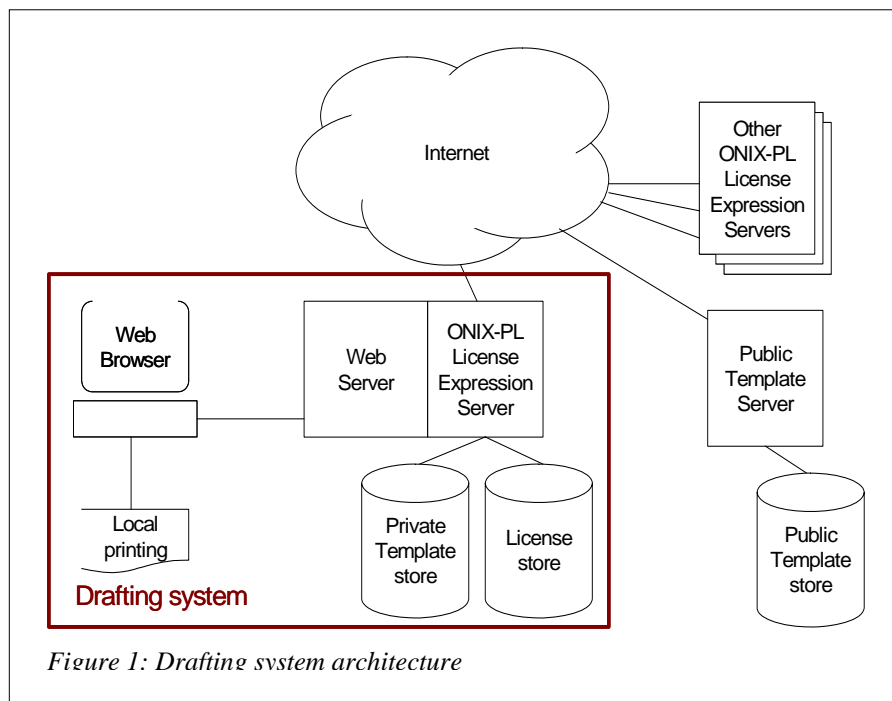 Internet
Other
ONIX-PL
License
Expression
Servers
Web
Browser
Web
Server
ONIX-PL
License
Expression
Server
Public
Template
Server
Local
printing
Private
Template
store
License
store
Public
Template
store
Drafting system
Figure 1: Drafting system architecture